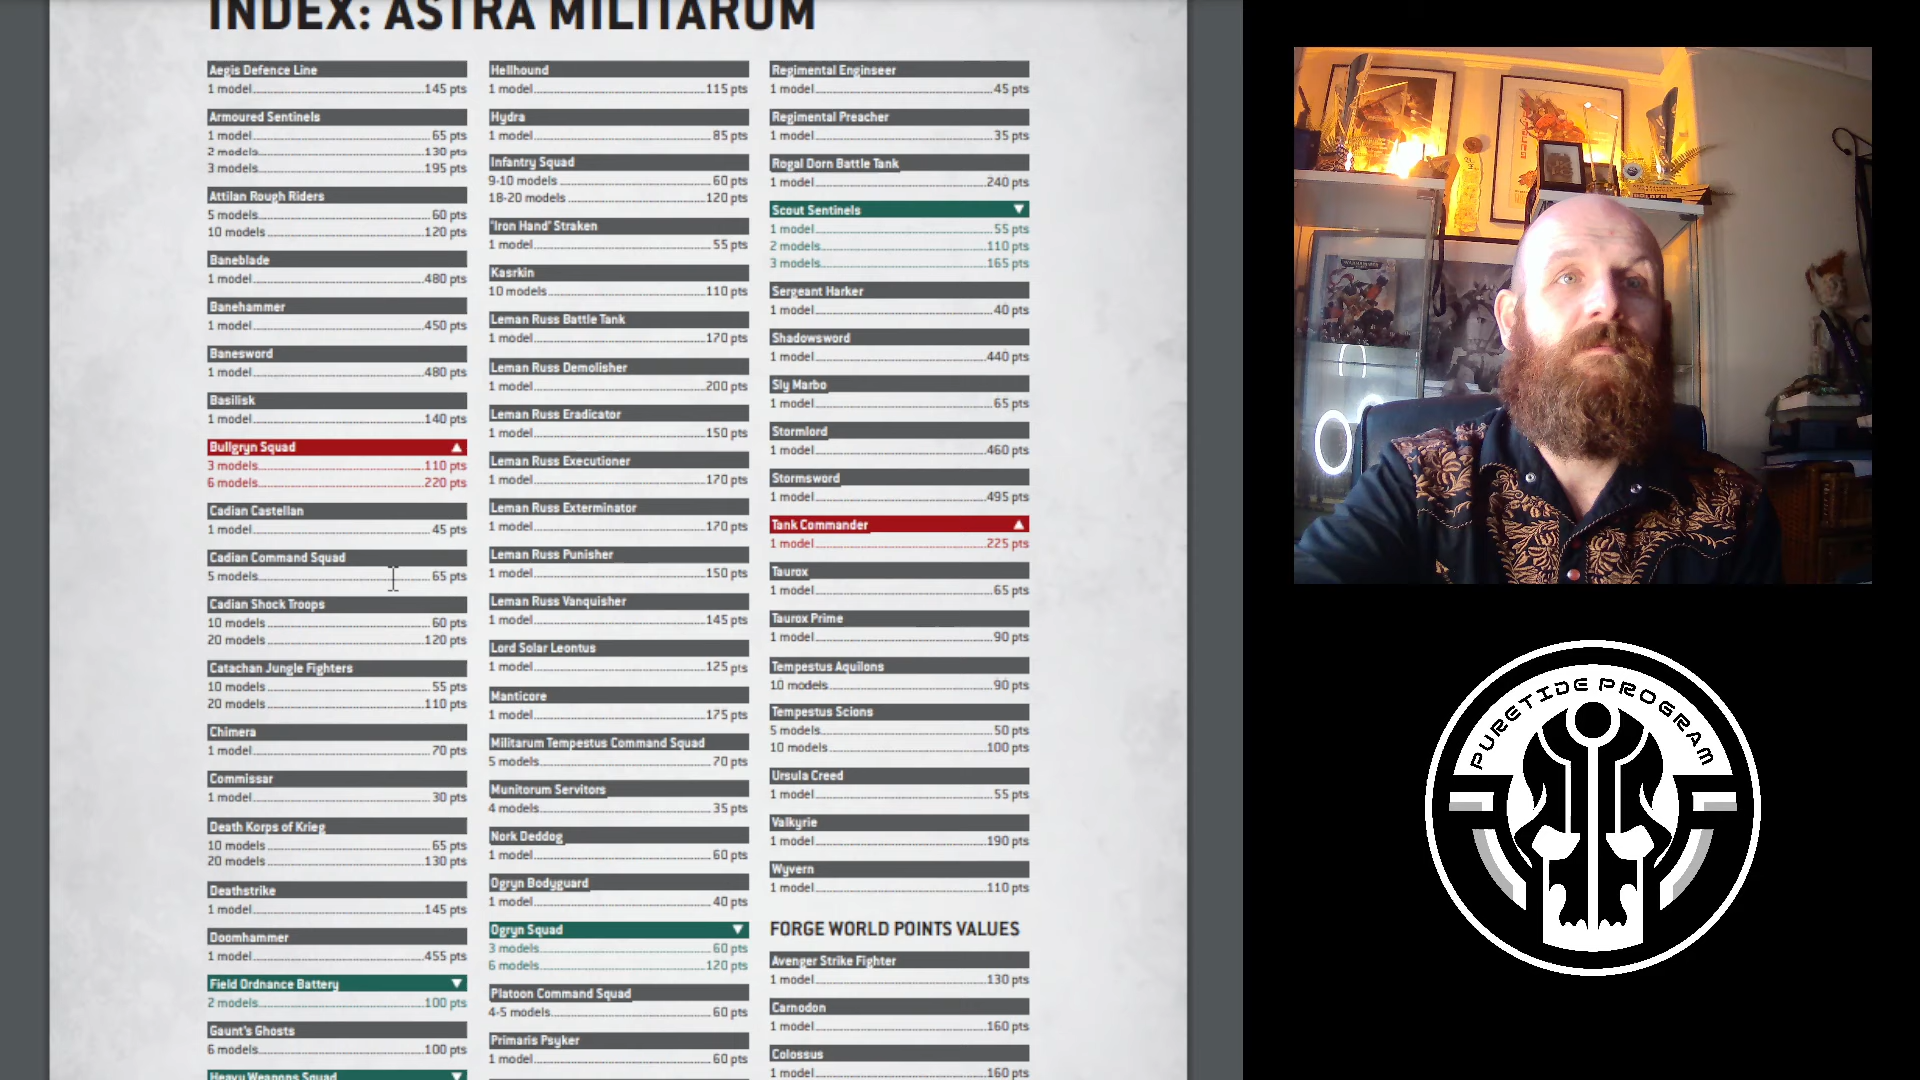 INDEX: ASTRA MILITARUM
Aegis Defence Line
1 model 145 pts
Armoured Sentinels
1 model 65 pts
2 models 130 pts
3 models 195 pts
Attilan Rough Riders
5 models 60 pts
10 models 120 pts
Baneblade
1 model 480 pts
Banehammer
1 model 450 pts
Banesword
1 model 480 pts
Basilisk
1 model 140 pts
Bullgryn Squad ▲
3 models 110 pts
6 models 220 pts
Cadian Castellan
1 model 45 pts
Cadian Command Squad
5 models 65 pts
Cadian Shock Troops
10 models 60 pts
20 models 120 pts
Catachan Jungle Fighters
10 models 55 pts
20 models 110 pts
Chimera
1 model 70 pts
Commissar
1 model 30 pts
Death Korps of Krieg
10 models 65 pts
20 models 130 pts
Deathstrike
1 model 145 pts
Doomhammer
1 model 455 pts
Field Ordnance Battery ▼
2 models 100 pts
Gaunt's Ghosts
6 models 100 pts
Heavy Weapons Squad ▼
Hellhound
1 model 115 pts
Hydra
1 model 85 pts
Infantry Squad
9-10 models 60 pts
18-20 models 120 pts
'Iron Hand' Straken
1 model 55 pts
Kasrkin
10 models 110 pts
Leman Russ Battle Tank
1 model 170 pts
Leman Russ Demolisher
1 model 200 pts
Leman Russ Eradicator
1 model 150 pts
Leman Russ Executioner
1 model 170 pts
Leman Russ Exterminator
1 model 170 pts
Leman Russ Punisher
1 model 150 pts
Leman Russ Vanquisher
1 model 145 pts
Lord Solar Leontus
1 model 125 pts
Manticore
1 model 175 pts
Militarum Tempestus Command Squad
5 models 70 pts
Munitorum Servitors
4 models 35 pts
Nork Deddog
1 model 60 pts
Ogryn Bodyguard
1 model 40 pts
Ogryn Squad ▼
3 models 60 pts
6 models 120 pts
Platoon Command Squad
4-5 models 60 pts
Primaris Psyker
1 model 60 pts
Regimental Enginseer
1 model 45 pts
Regimental Preacher
1 model 35 pts
Rogal Dorn Battle Tank
1 model 240 pts
Scout Sentinels ▼
1 model 55 pts
2 models 110 pts
3 models 165 pts
Sergeant Harker
1 model 40 pts
Shadowsword
1 model 440 pts
Sly Marbo
1 model 65 pts
Stormlord
1 model 460 pts
Stormsword
1 model 495 pts
Tank Commander ▲
1 model 225 pts
Taurox
1 model 65 pts
Taurox Prime
1 model 90 pts
Tempestus Aquilons
10 models 90 pts
Tempestus Scions
5 models 50 pts
10 models 100 pts
Ursula Creed
1 model 55 pts
Valkyrie
1 model 190 pts
Wyvern
1 model 110 pts
FORGE WORLD POINTS VALUES
Avenger Strike Fighter
1 model 130 pts
Carnodon
1 model 160 pts
Colossus
1 model 160 pts
PURETIDE PROGRAM